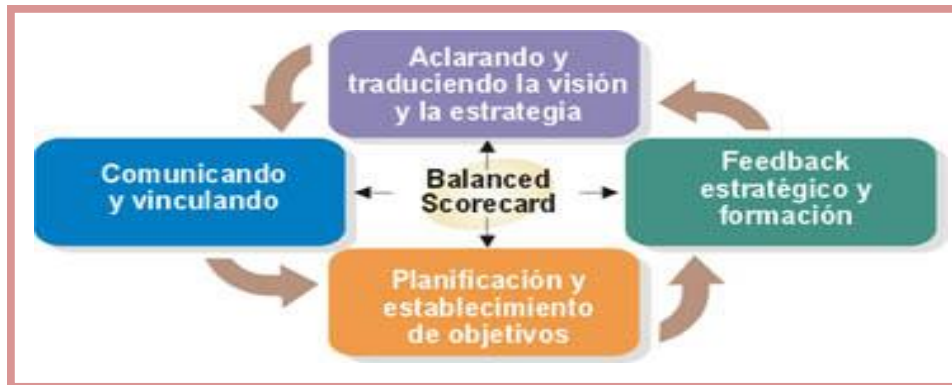 Aclarando y
traduciendo la visión
y la estrategia
Comunicando
y vinculando
Balanced
Scorecard
Feedback
estratégico y
formación
Planificación y
establecimiento
de objetivos